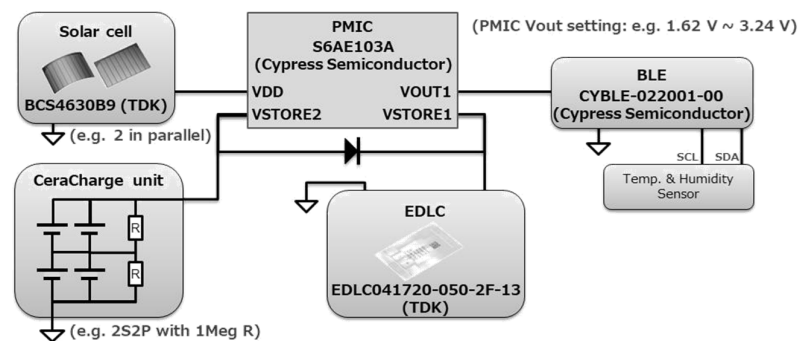 Solar cell
BCS4630B9 (TDK)
(e.g. 2 in parallel)
PMIC
S6AE103A
(Cypress Semiconductor)
VDD
VOUT1
VSTORE2
VSTORE1
(PMIC Vout setting: e.g. 1.62 V ~ 3.24 V)
BLE
CYBLE-022001-00
(Cypress Semiconductor)
SCL
SDA
Temp. & Humidity
Sensor
CeraCharge unit
R
R
(e.g. 2S2P with 1Meg R)
EDLC
EDLC041720-050-2F-13
(TDK)